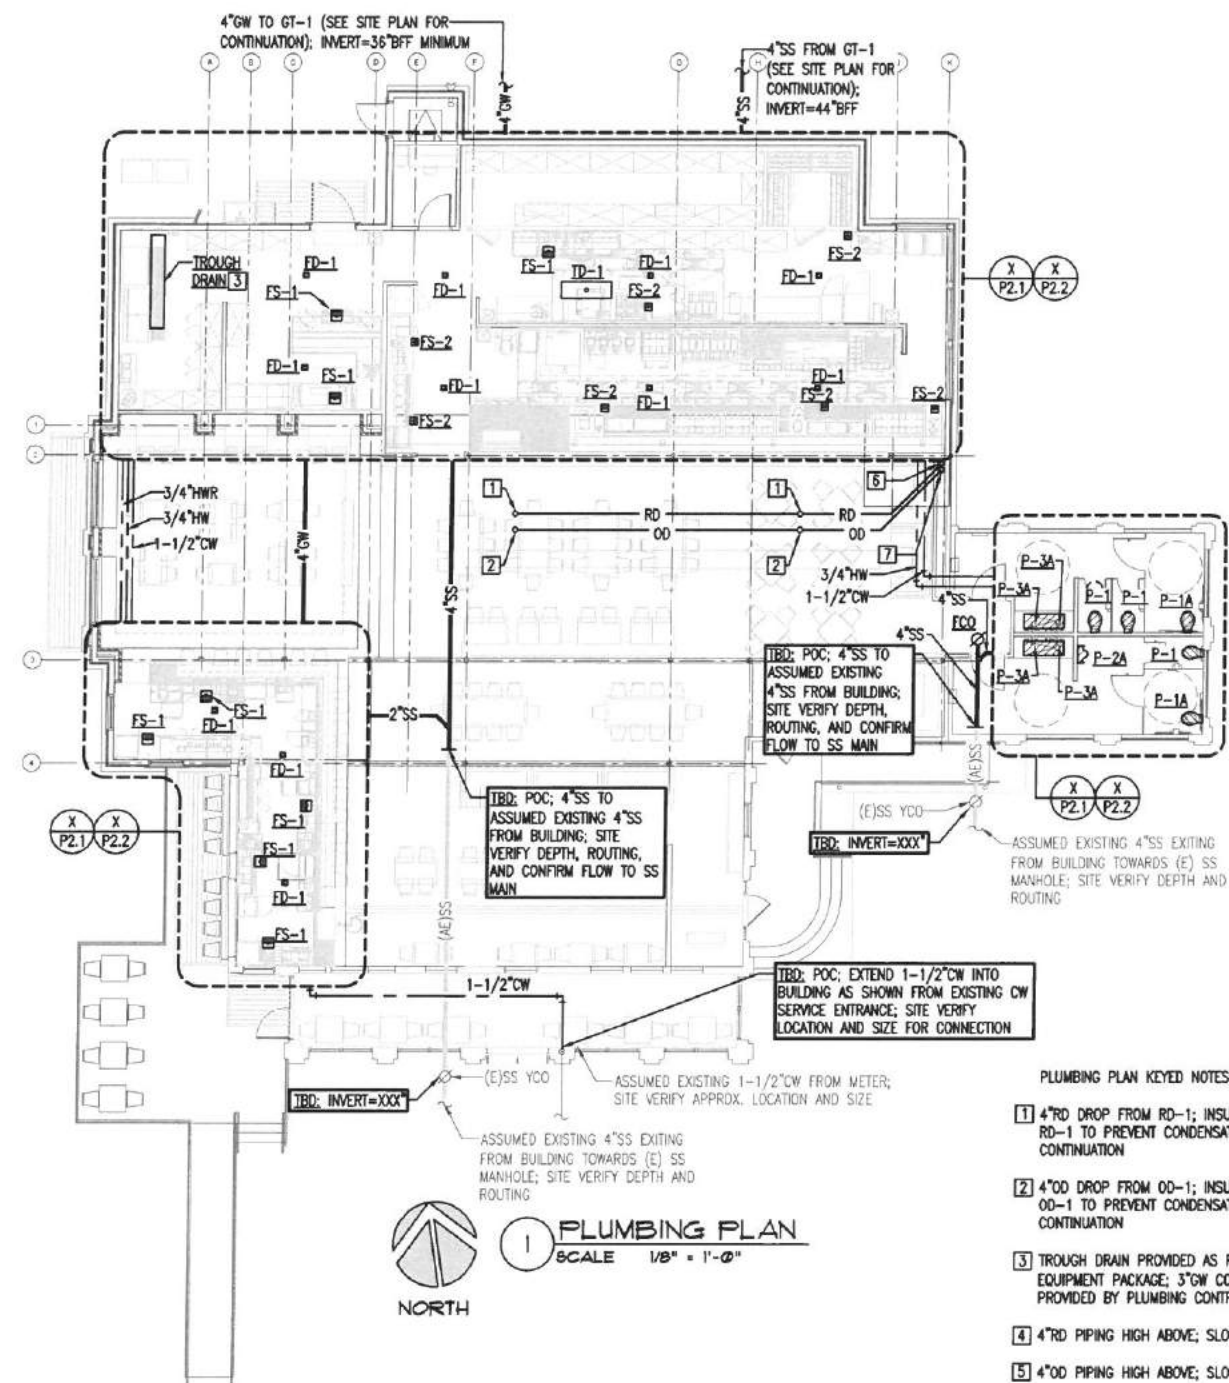 4"GW TO GT-1 (SEE SITE PLAN FOR
CONTINUATION); INVERT=36"BFF MINIMUM
4"SS FROM GT-1
(SEE SITE PLAN FOR
CONTINUATION);
INVERT=44"BFF
A
B
C
D
E
F
G
H
J
K
4"GW
4"SS
TROUGH
DRAIN 3
FD-1
FS-1
FD-1
FS-1
TD-1
FD-1
FS-2
FS-2
FD-1
X
P2.1
X
P2.2
FS-1
FS-2
FD-1
FS-1
FD-1
FS-2
FS-2
FD-1
FD-1
FS-2
FS-2
1
2
3/4"HWR
3/4"HW
1-1/2"CW
4"GW
4"SS
1
RD
1
RD
6
2
OD
2
OD
7
3/4"HW
1-1/2"CW
4"SS
FCO
4"SS
P-3A
P-3A
P-1
P-1
P-1A
P-2A
P-1
P-3A
P-3A
P-1A
3
4
TBD: POC; 4"SS TO
ASSUMED EXISTING
4"SS FROM BUILDING;
SITE VERIFY DEPTH,
ROUTING, AND CONFIRM
FLOW TO SS MAIN
FS-1
FD-1
FS-1
2"SS
FD-1
FS-1
FS-1
FD-1
FS-1
X
P2.1
X
P2.2
TBD: POC; 4"SS TO
ASSUMED EXISTING 4"SS
FROM BUILDING; SITE
VERIFY DEPTH, ROUTING,
AND CONFIRM FLOW TO SS
MAIN
(AE)SS
(E)SS YCO
TBD: INVERT=XXX"
X
P2.1
X
P2.2
ASSUMED EXISTING 4"SS EXITING
FROM BUILDING TOWARDS (E) SS
MANHOLE; SITE VERIFY DEPTH AND
ROUTING
(AE)SS
1-1/2"CW
TBD: POC; EXTEND 1-1/2"CW INTO
BUILDING AS SHOWN FROM EXISTING CW
SERVICE ENTRANCE; SITE VERIFY
LOCATION AND SIZE FOR CONNECTION
(E)SS YCO
TBD: INVERT=XXX"
ASSUMED EXISTING 1-1/2"CW FROM METER;
SITE VERIFY APPROX. LOCATION AND SIZE
ASSUMED EXISTING 4"SS EXITING
FROM BUILDING TOWARDS (E) SS
MANHOLE; SITE VERIFY DEPTH AND
ROUTING
NORTH
1
PLUMBING PLAN
SCALE 1/8" = 1'-0"
PLUMBING PLAN KEYED NOTES
1 4"RD DROP FROM RD-1; INSU
RD-1 TO PREVENT CONDENSAT
CONTINUATION
2 4"OD DROP FROM OD-1; INSU
OD-1 TO PREVENT CONDENSAT
CONTINUATION
3 TROUGH DRAIN PROVIDED AS P
EQUIPMENT PACKAGE; 3"GW CO
PROVIDED BY PLUMBING CONTR
4 4"RD PIPING HIGH ABOVE; SLO
5 4"OD PIPING HIGH ABOVE; SLO